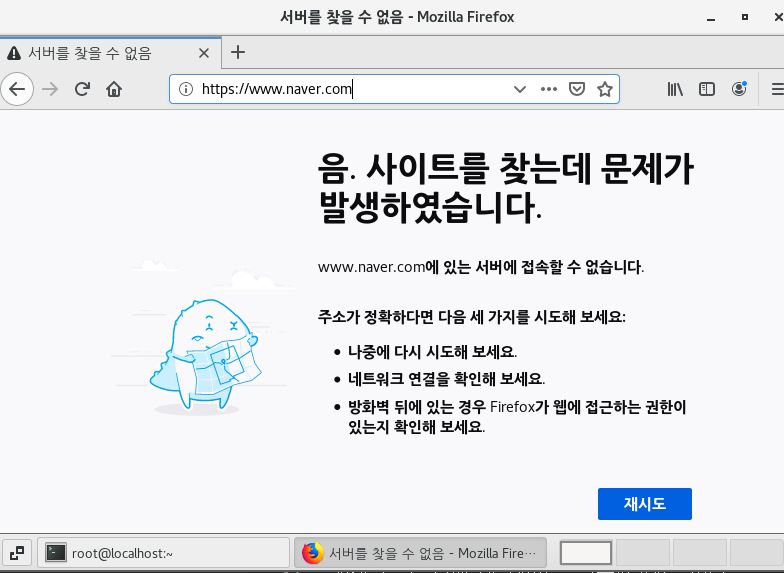 서버를 찾을 수 없음 - Mozilla Firefox
서버를 찾을 수 없음
https://www.naver.com
음. 사이트를 찾는데 문제가
발생하였습니다.
www.naver.com에 있는 서버에 접속할 수 없습니다.
주소가 정확하다면 다음 세 가지를 시도해 보세요:
나중에 다시 시도해 보세요.
네트워크 연결을 확인해 보세요.
방화벽 뒤에 있는 경우 Firefox가 웹에 접근하는 권한이
있는지 확인해 보세요.
재시도
root@localhost:~
서버를 찾을 수 없음 - Mozilla Fire…